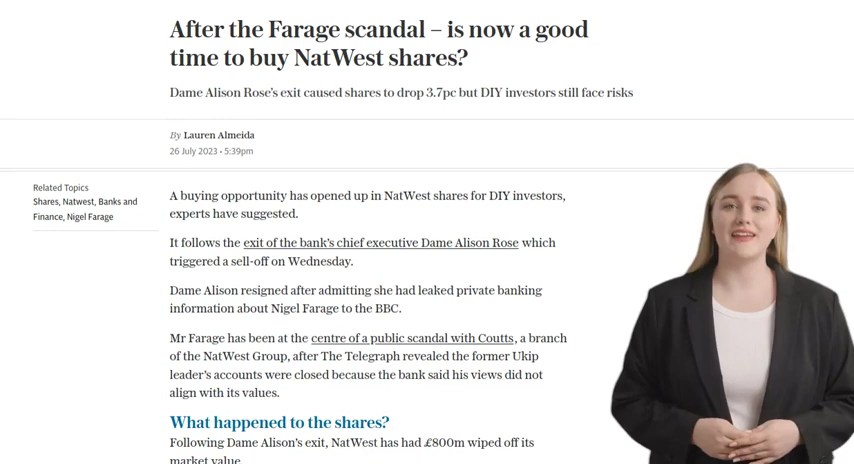 After the Farage scandal – is now a good
time to buy NatWest shares?
Dame Alison Rose's exit caused shares to drop 3.7pc but DIY investors still face risks
By Lauren Almeida
26 July 2023 • 5:39pm
Related Topics
Shares, Natwest, Banks and
Finance, Nigel Farage
A buying opportunity has opened up in NatWest shares for DIY investors,
experts have suggested.
It follows the exit of the bank's chief executive Dame Alison Rose which
triggered a sell-off on Wednesday.
Dame Alison resigned after admitting she had leaked private banking
information about Nigel Farage to the BBC.
Mr Farage has been at the centre of a public scandal with Coutts, a branch
of the NatWest Group, after The Telegraph revealed the former Ukip
leader's accounts were closed because the bank said his views did not
align with its values.
What happened to the shares?
Following Dame Alison's exit, NatWest has had £800m wiped off its
market value.